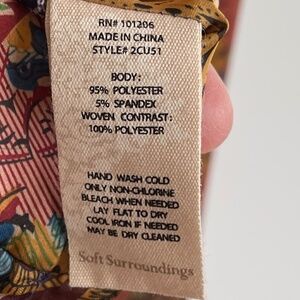 RN# 101206
MADE IN CHINA
STYLE# 2CU51
BODY:
95% POLYESTER
5% SPANDEX
WOVEN CONTRAST:
100% POLYESTER
HAND WASH COLD
ONLY NON-CHLORINE
BLEACH WHEN NEEDED
LAY FLAT TO DRY
COOL IRON IF NEEDED
MAY BE DRY CLEANED
Soft Surroundings